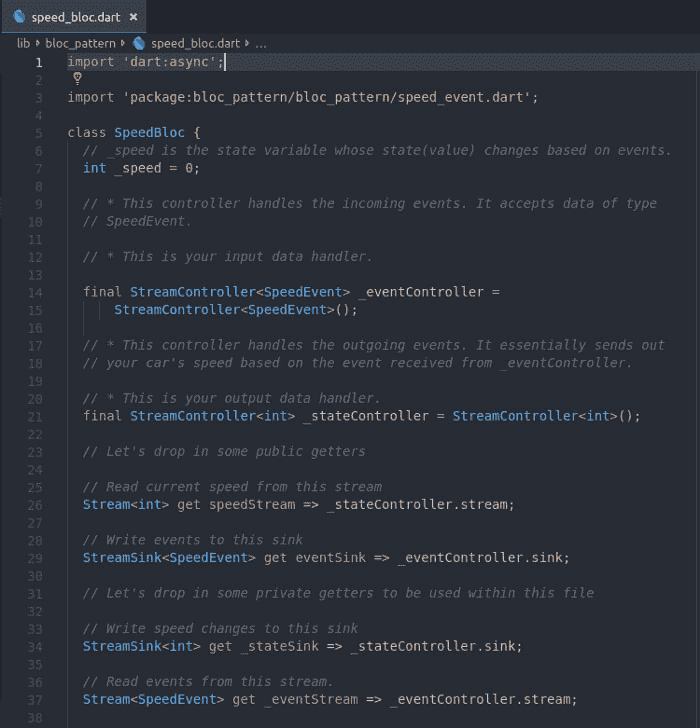 speed_bloc.dart ×
lib bloc_pattern speed_bloc.dart ...
1 import 'dart:async';
2
3 import 'package:bloc_pattern/bloc_pattern/speed_event.dart';
4
5 class SpeedBloc {
6 // _speed is the state variable whose state(value) changes based on events.
7 int _speed = 0;
8
9 // * This controller handles the incoming events. It accepts data of type
10 // SpeedEvent.
11
12 // * This is your input data handler.
13
14 final StreamController<SpeedEvent> _eventController =
15 StreamController<SpeedEvent>();
16
17 // * This controller handles the outgoing events. It essentially sends out
18 // your car's speed based on the event received from _eventController.
19
20 // * This is your output data handler.
21 final StreamController<int> _stateController = StreamController<int>();
22
23 // Let's drop in some public getters
24
25 // Read current speed from this stream
26 Stream<int> get speedStream => _stateController.stream;
27
28 // Write events to this sink
29 StreamSink<SpeedEvent> get eventSink => _eventController.sink;
30
31 // Let's drop in some private getters to be used within this file
32
33 // Write speed changes to this sink
34 StreamSink<int> get _stateSink => _stateController.sink;
35
36 // Read events from this stream.
37 Stream<SpeedEvent> get _eventStream => _eventController.stream;
38